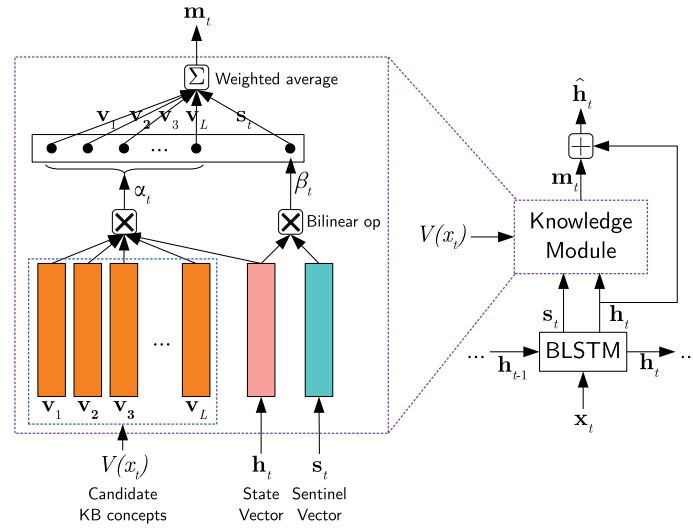 m_t
Σ Weighted average
v_1 v_2 v_3 v_L s_t
...
α_t β_t
Bilinear op
...
v_1 v_2 v_3 v_L
V(x_t) h_t s_t
Candidate
KB concepts
State
Vector
Sentinel
Vector
ĥ_t
+
m_t
V(x_t)
Knowledge
Module
s_t h_t
... h_{t-1} BLSTM h_t ..
x_t